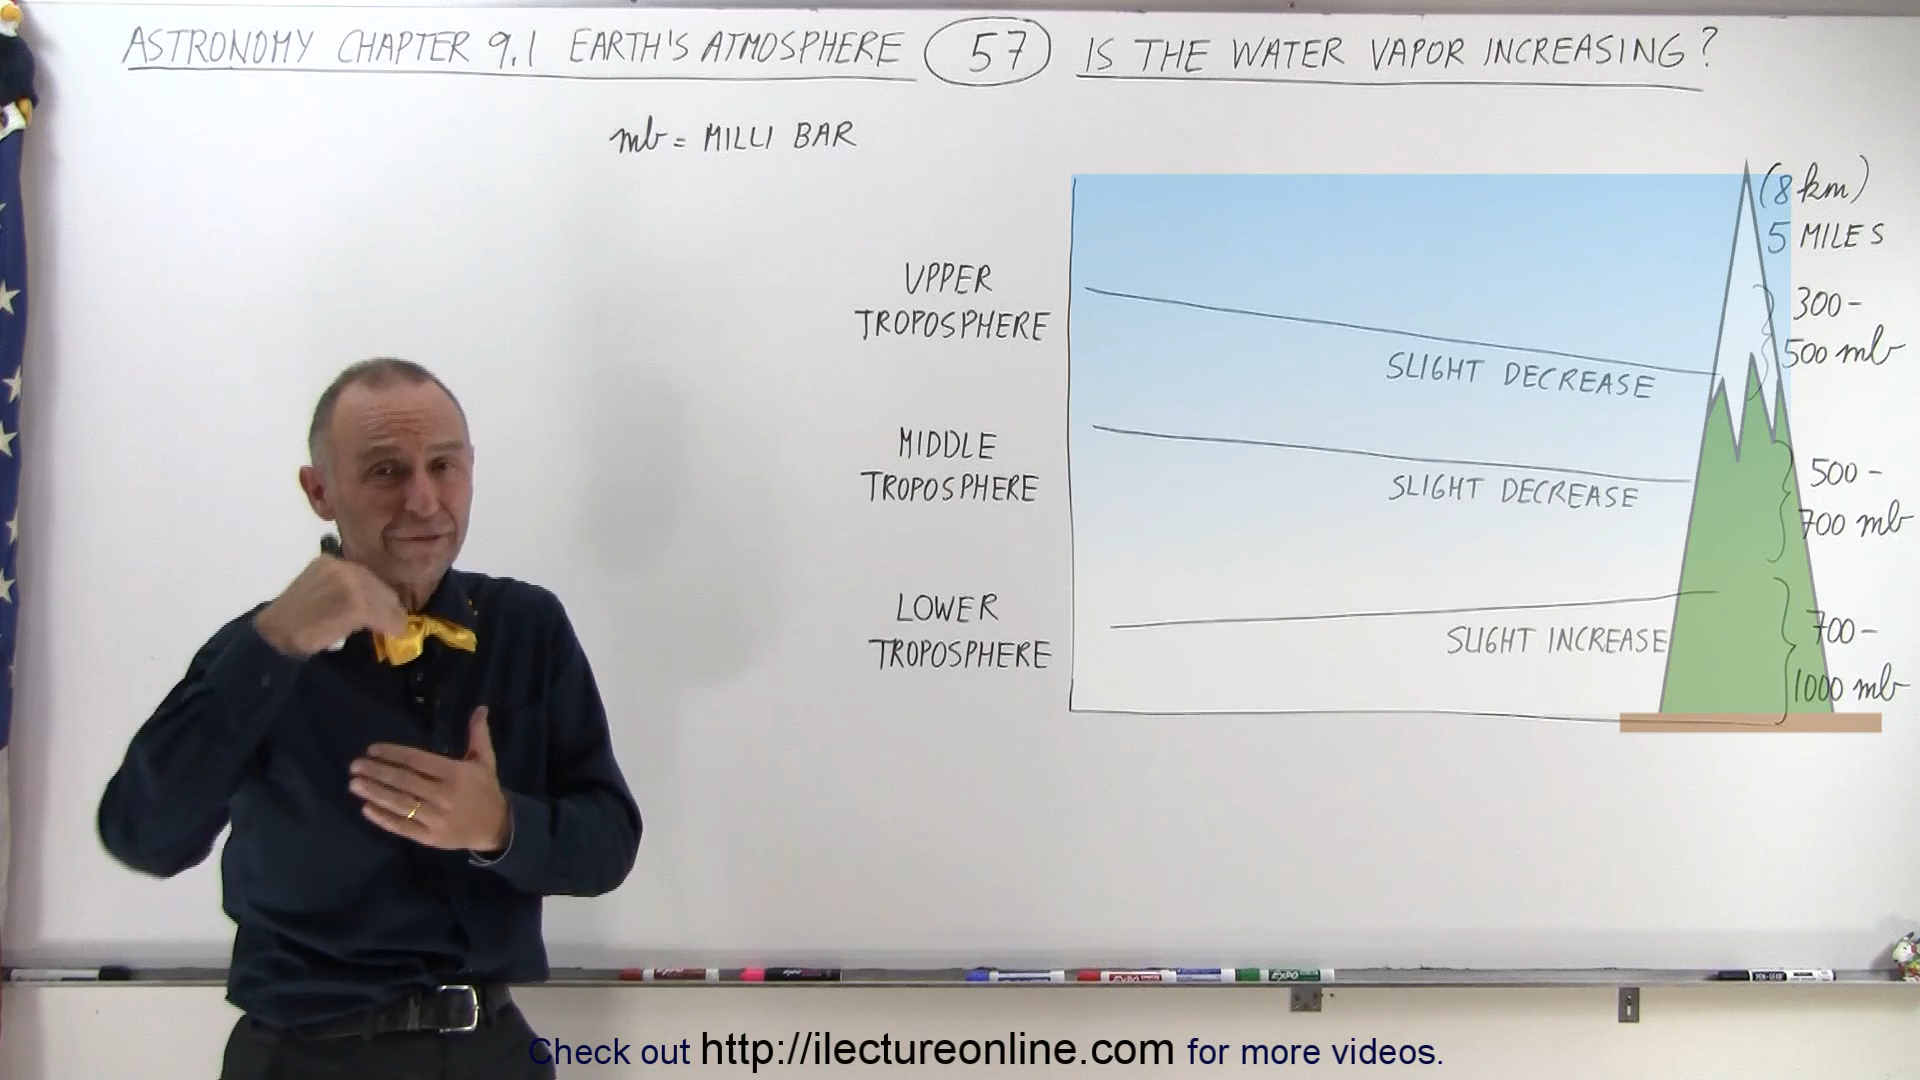 ASTRONOMY CHAPTER 9.1 EARTH'S ATMOSPHERE 57 IS THE WATER VAPOR INCREASING?
mb = MILLI BAR
(8 km)
5 MILES
UPPER
TROPOSPHERE
300-
500 mb
SLIGHT DECREASE
MIDDLE
TROPOSPHERE
500-
700 mb
SLIGHT DECREASE
LOWER
TROPOSPHERE
700-
1000 mb
SLIGHT INCREASE
EXPO
Check out http://ilectureonline.com for more videos.